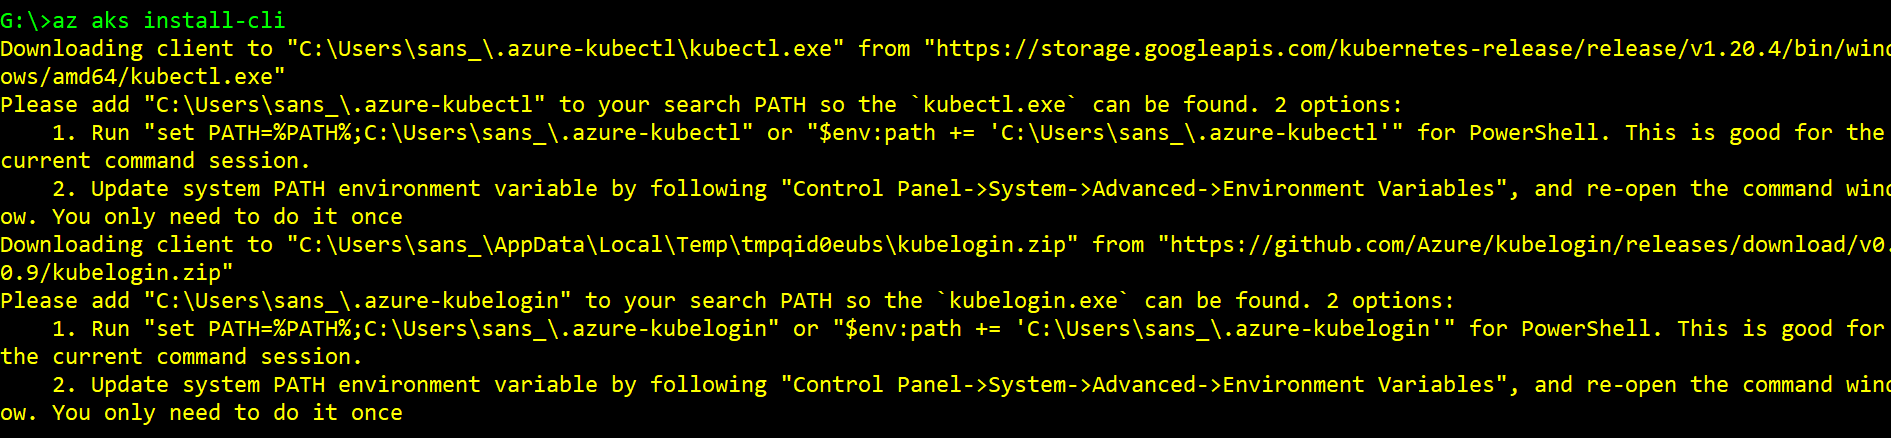 G:\>az aks install-cli
Downloading client to "C:\Users\sans_\.azure-kubectl\kubectl.exe" from "https://storage.googleapis.com/kubernetes-release/release/v1.20.4/bin/wind
ows/amd64/kubectl.exe"
Please add "C:\Users\sans_\.azure-kubectl" to your search PATH so the `kubectl.exe` can be found. 2 options:
    1. Run "set PATH=%PATH%;C:\Users\sans_\.azure-kubectl" or "$env:path += 'C:\Users\sans_\.azure-kubectl'" for PowerShell. This is good for the
current command session.
    2. Update system PATH environment variable by following "Control Panel->System->Advanced->Environment Variables", and re-open the command wind
ow. You only need to do it once
Downloading client to "C:\Users\sans_\AppData\Local\Temp\tmpqid0eubs\kubelogin.zip" from "https://github.com/Azure/kubelogin/releases/download/v0.
0.9/kubelogin.zip"
Please add "C:\Users\sans_\.azure-kubelogin" to your search PATH so the `kubelogin.exe` can be found. 2 options:
    1. Run "set PATH=%PATH%;C:\Users\sans_\.azure-kubelogin" or "$env:path += 'C:\Users\sans_\.azure-kubelogin'" for PowerShell. This is good for
the current command session.
    2. Update system PATH environment variable by following "Control Panel->System->Advanced->Environment Variables", and re-open the command wind
ow. You only need to do it once